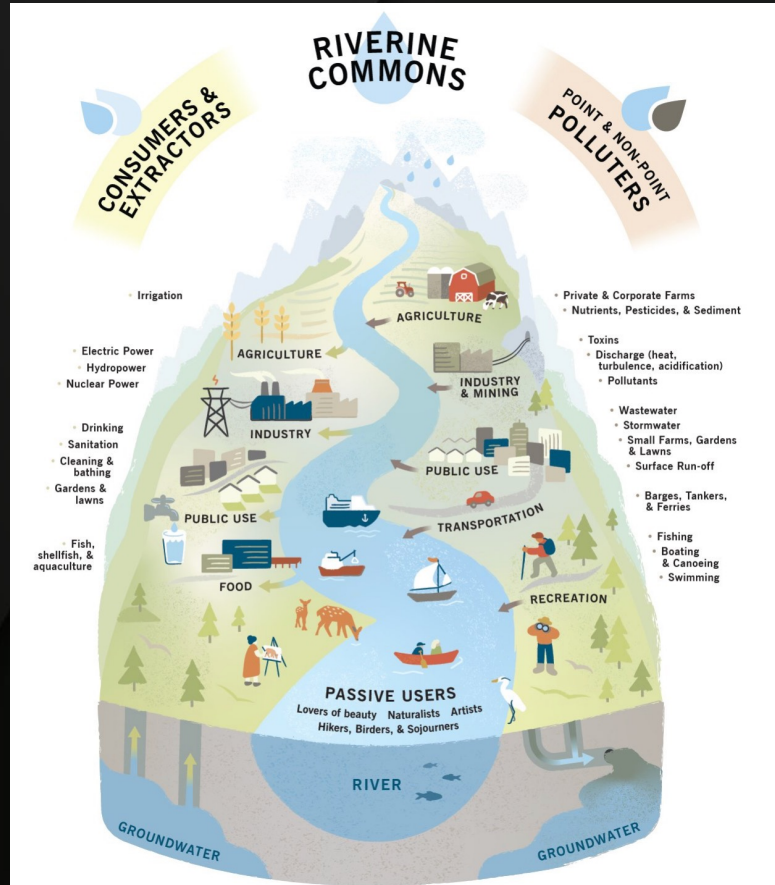 RIVERINE
COMMONS
CONSUMERS &
EXTRACTORS
POINT & NON-POINT
POLLUTERS
Irrigation
Electric Power
Hydropower
Nuclear Power
Drinking
Sanitation
Cleaning &
bathing
Gardens &
lawns
Fish,
shellfish, &
aquaculture
AGRICULTURE
INDUSTRY
PUBLIC USE
FOOD
AGRICULTURE
INDUSTRY
& MINING
PUBLIC USE
TRANSPORTATION
RECREATION
Private & Corporate Farms
Nutrients, Pesticides, & Sediment
Toxins
Discharge (heat,
turbulence, acidification)
Pollutants
Wastewater
Stormwater
Small Farms, Gardens
& Lawns
Surface Run-off
Barges, Tankers,
& Ferries
Fishing
Boating
& Canoeing
Swimming
PASSIVE USERS
Lovers of beauty Naturalists Artists
Hikers, Birders, & Sojourners
RIVER
GROUNDWATER
GROUNDWATER